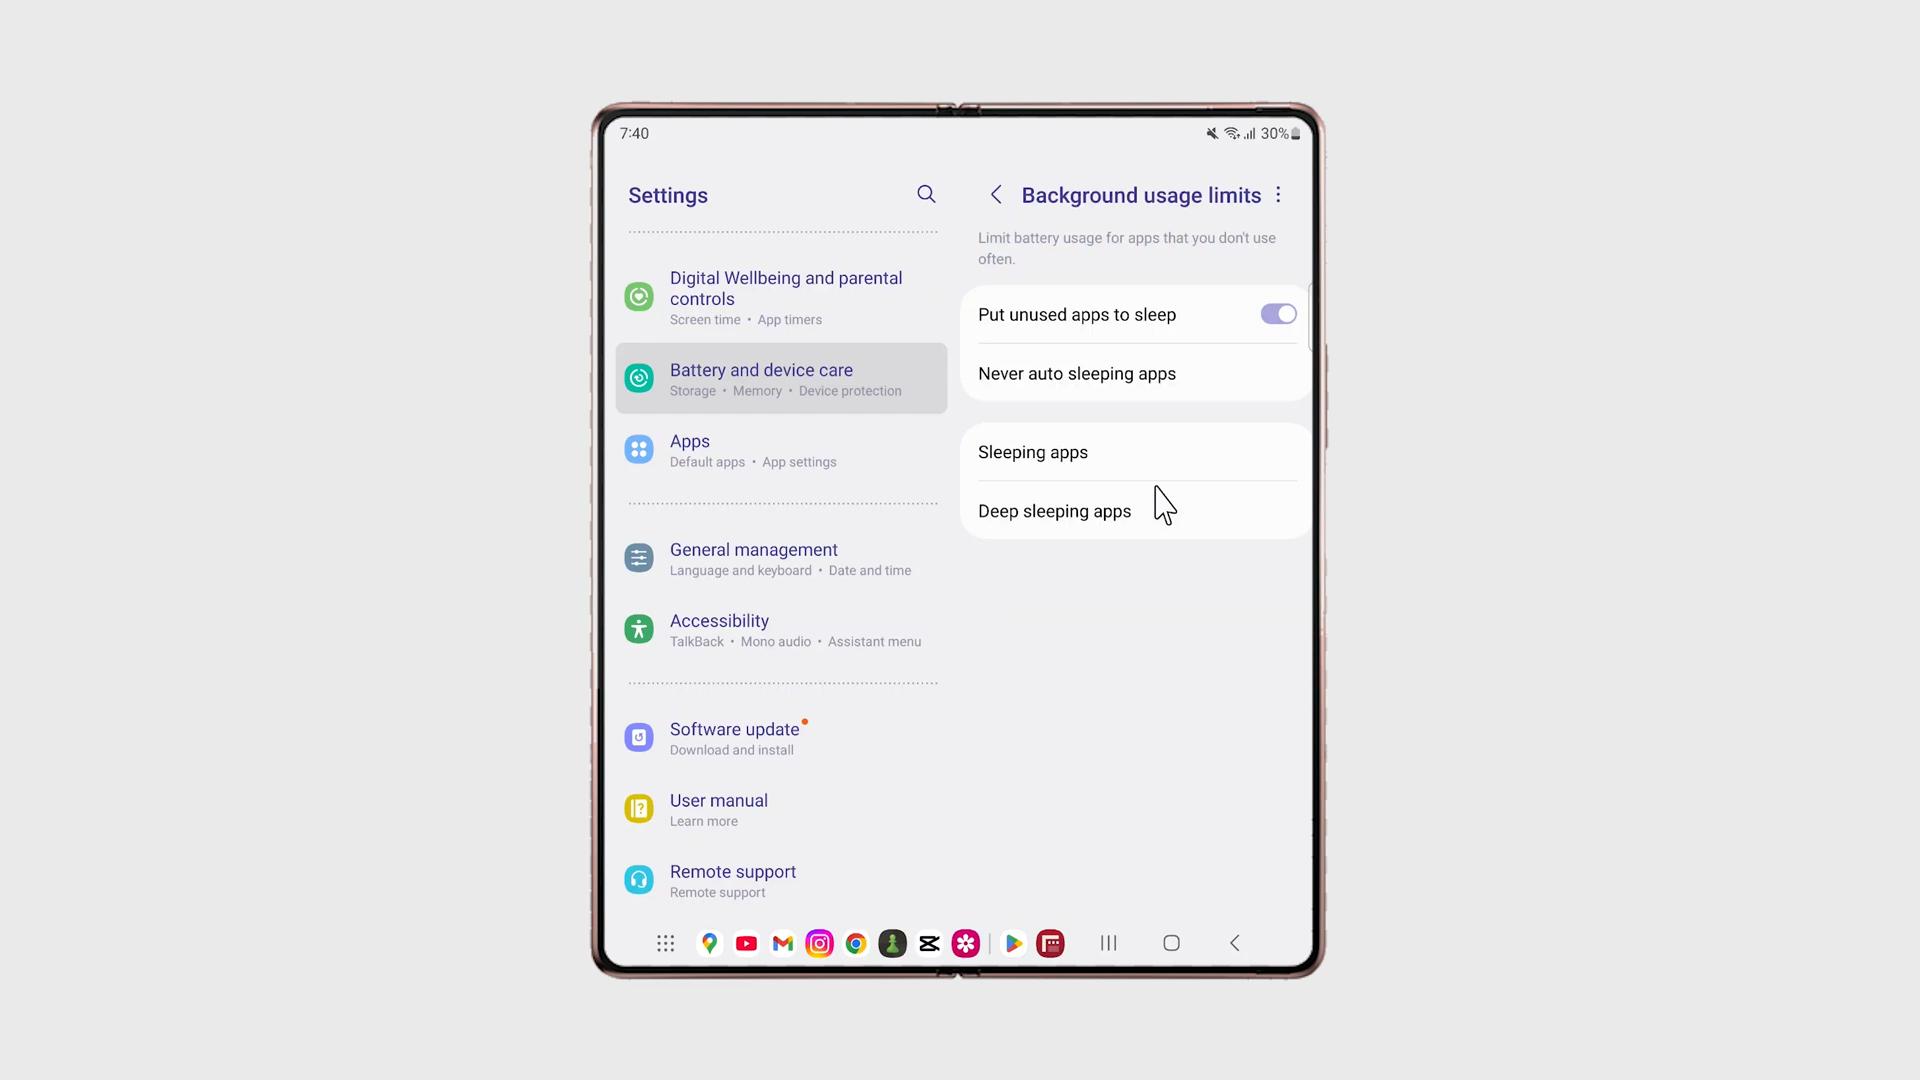 7:40
30%
Settings
Digital Wellbeing and parental
controls
Screen time • App timers
Battery and device care
Storage • Memory • Device protection
Apps
Default apps • App settings
General management
Language and keyboard • Date and time
Accessibility
TalkBack • Mono audio • Assistant menu
Software update
Download and install
User manual
Learn more
Remote support
Remote support
Background usage limits
Limit battery usage for apps that you don't use
often.
Put unused apps to sleep
Never auto sleeping apps
Sleeping apps
Deep sleeping apps